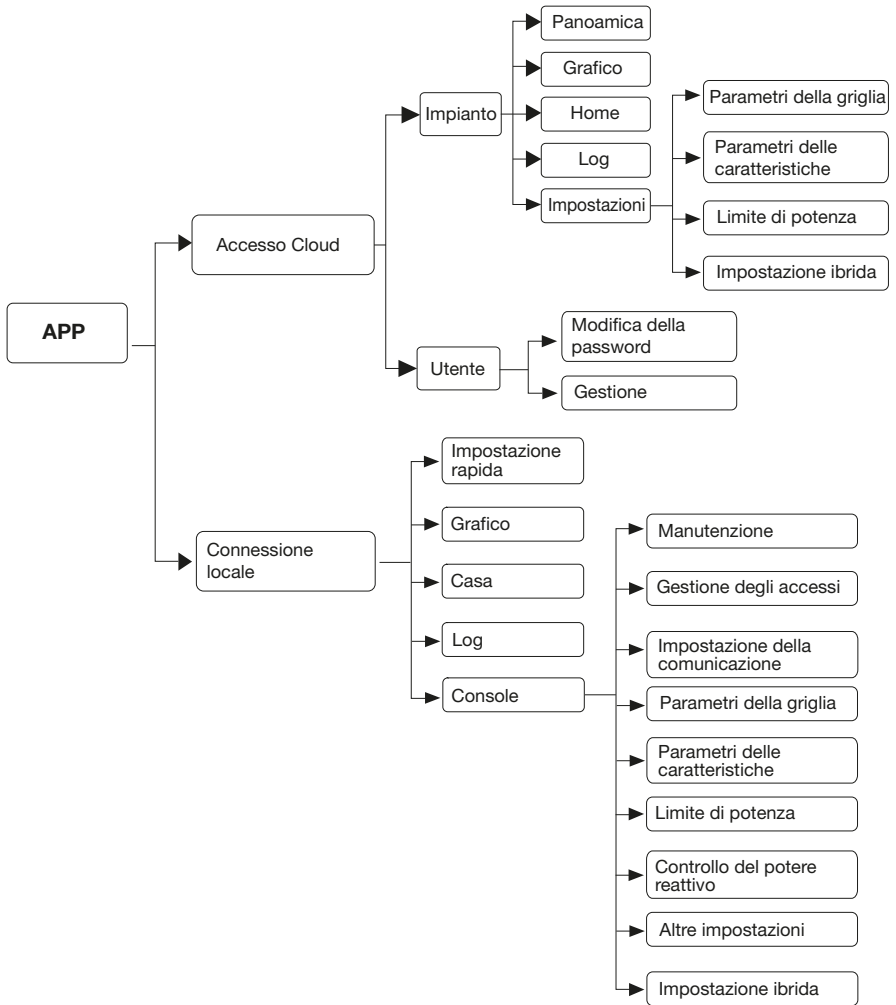 APP
Accesso Cloud
Impianto
Panoamica
Grafico
Home
Log
Impostazioni
Parametri della griglia
Parametri delle
caratteristiche
Limite di potenza
Impostazione ibrida
Utente
Modifica della
password
Gestione
Connessione
locale
Impostazione
rapida
Grafico
Casa
Log
Console
Manutenzione
Gestione degli accessi
Impostazione della
comunicazione
Parametri della griglia
Parametri delle
caratteristiche
Limite di potenza
Controllo del potere
reattivo
Altre impostazioni
Impostazione ibrida